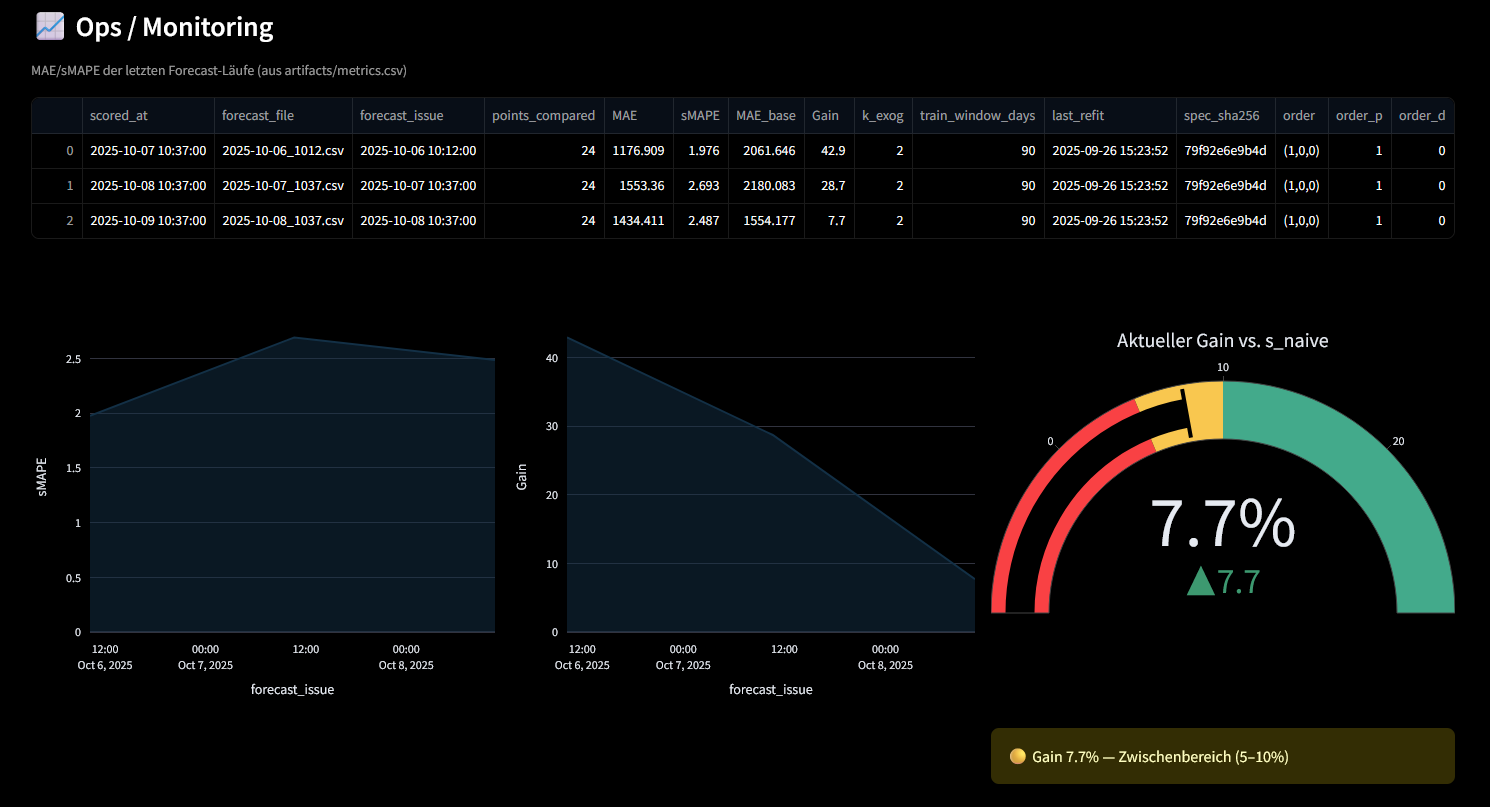 Ops / Monitoring
MAE/sMAPE der letzten Forecast-Läufe (aus artifacts/metrics.csv)
scored_at forecast_file forecast_issue points_compared MAE sMAPE MAE_base Gain k_exog train_window_days last_refit spec_sha256 order order_p order_d
0 2025-10-07 10:37:00 2025-10-06_1012.csv 2025-10-06 10:12:00 24 1176.909 1.976 2061.646 42.9 2 90 2025-09-26 15:23:52 79f92e6e9b4d (1,0,0) 1 0
1 2025-10-08 10:37:00 2025-10-07_1037.csv 2025-10-07 10:37:00 24 1553.36 2.693 2180.083 28.7 2 90 2025-09-26 15:23:52 79f92e6e9b4d (1,0,0) 1 0
2 2025-10-09 10:37:00 2025-10-08_1037.csv 2025-10-08 10:37:00 24 1434.411 2.487 1554.177 7.7 2 90 2025-09-26 15:23:52 79f92e6e9b4d (1,0,0) 1 0
2.5
2
1.5
1
0.5
0
sMAPE
12:00 00:00 12:00 00:00
Oct 6, 2025 Oct 7, 2025 Oct 8, 2025
forecast_issue
40
30
20
10
0
Gain
12:00 00:00 12:00 00:00
Oct 6, 2025 Oct 7, 2025 Oct 8, 2025
forecast_issue
Aktueller Gain vs. s_naive
10
0 20
7.7%
▲7.7
Gain 7.7% — Zwischenbereich (5–10%)